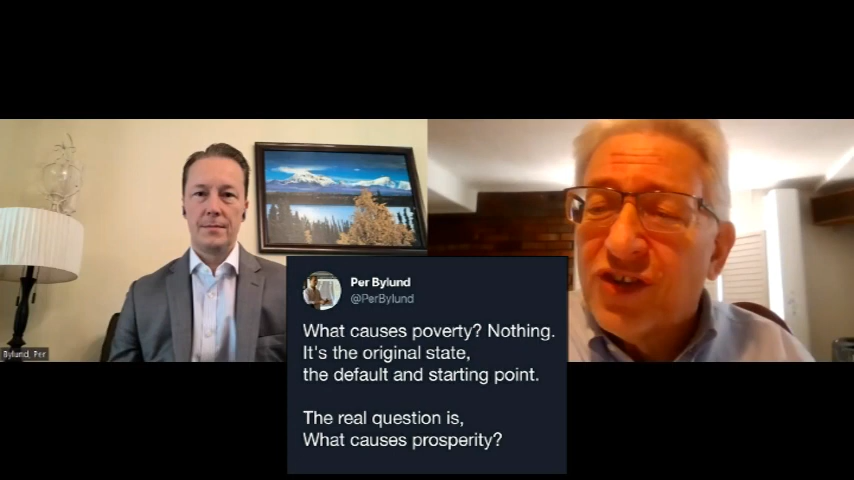 Bylund, Per
Per Bylund
@PerBylund
What causes poverty? Nothing.
It's the original state,
the default and starting point.
The real question is,
What causes prosperity?